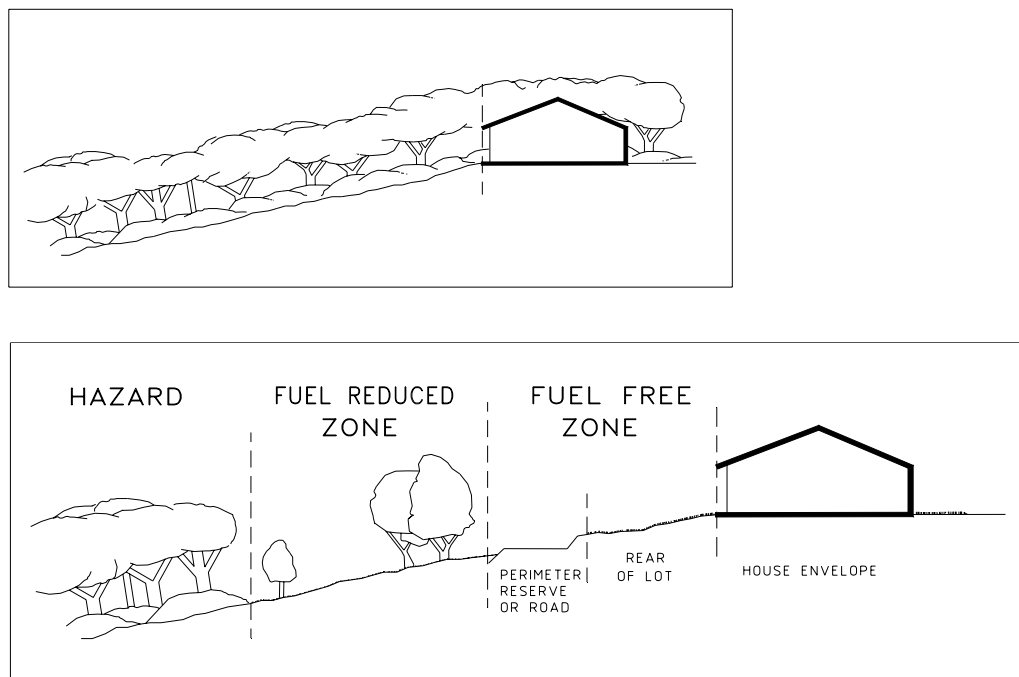 HAZARD
FUEL REDUCED
ZONE
FUEL FREE
ZONE
PERIMETER
RESERVE
OR ROAD
REAR
OF LOT
HOUSE ENVELOPE